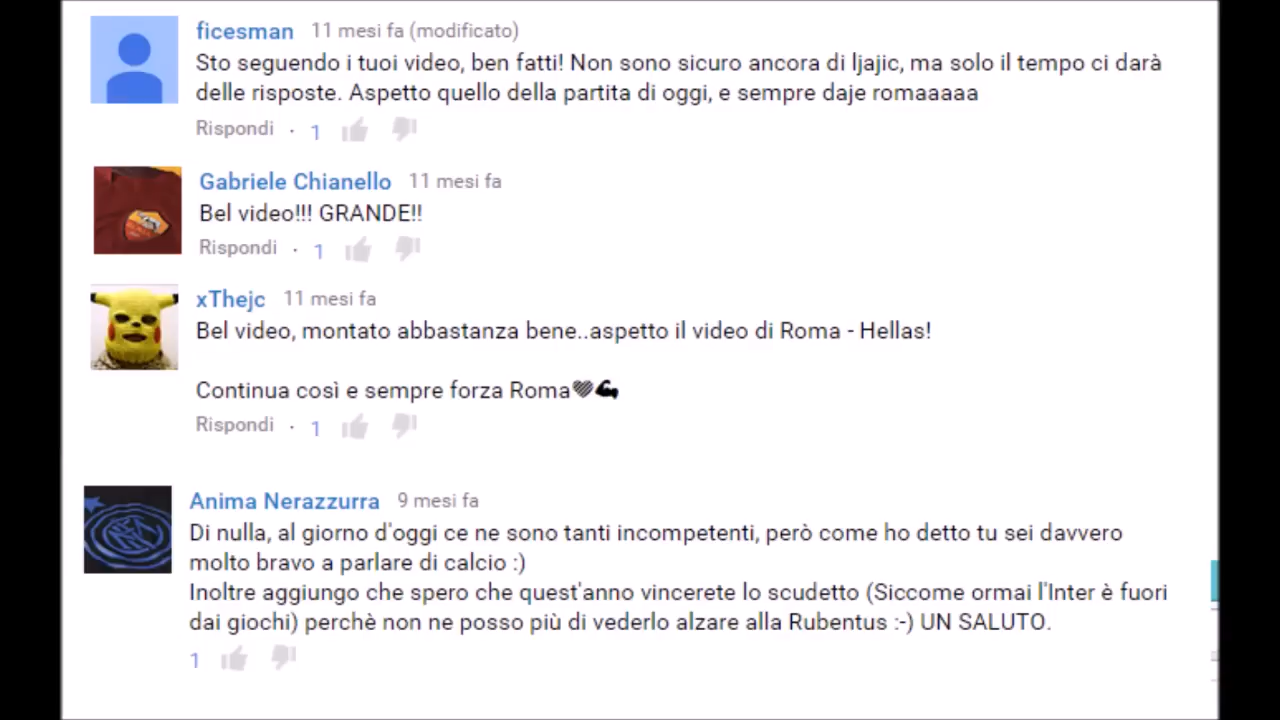 ficesman 11 mesi fa (modificato)
Sto seguendo i tuoi video, ben fatti! Non sono sicuro ancora di ljajic, ma solo il tempo ci darà
delle risposte. Aspetto quello della partita di oggi, e sempre daje romaaaaa
Rispondi · 1
Gabriele Chianello 11 mesi fa
Bel video!!! GRANDE!!
Rispondi · 1
xThejc 11 mesi fa
Bel video, montato abbastanza bene..aspetto il video di Roma - Hellas!
Continua così e sempre forza Roma
Rispondi · 1
Anima Nerazzurra 9 mesi fa
Di nulla, al giorno d'oggi ce ne sono tanti incompetenti, però come ho detto tu sei davvero
molto bravo a parlare di calcio :)
Inoltre aggiungo che spero che quest'anno vincerete lo scudetto (Siccome ormai l'Inter è fuori
dai giochi) perchè non ne posso più di vederlo alzare alla Rubentus :-) UN SALUTO.
1